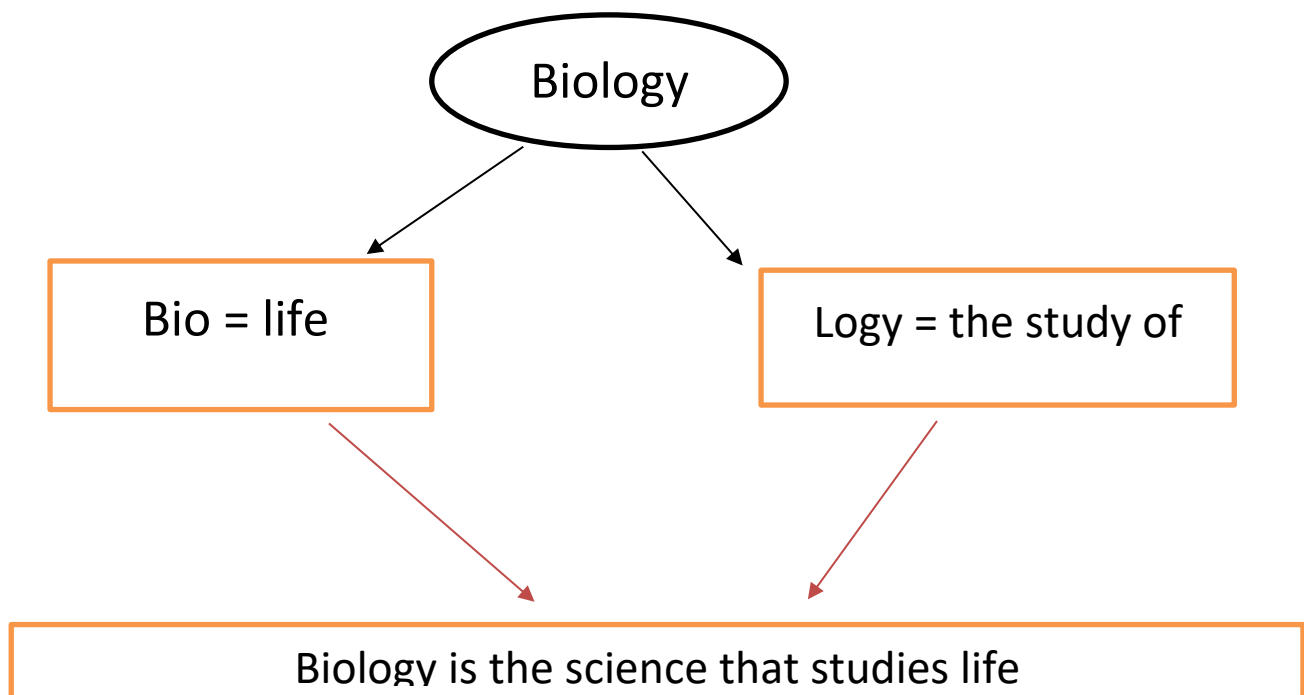 Biology
Bio = life
Logy = the study of
Biology is the science that studies life